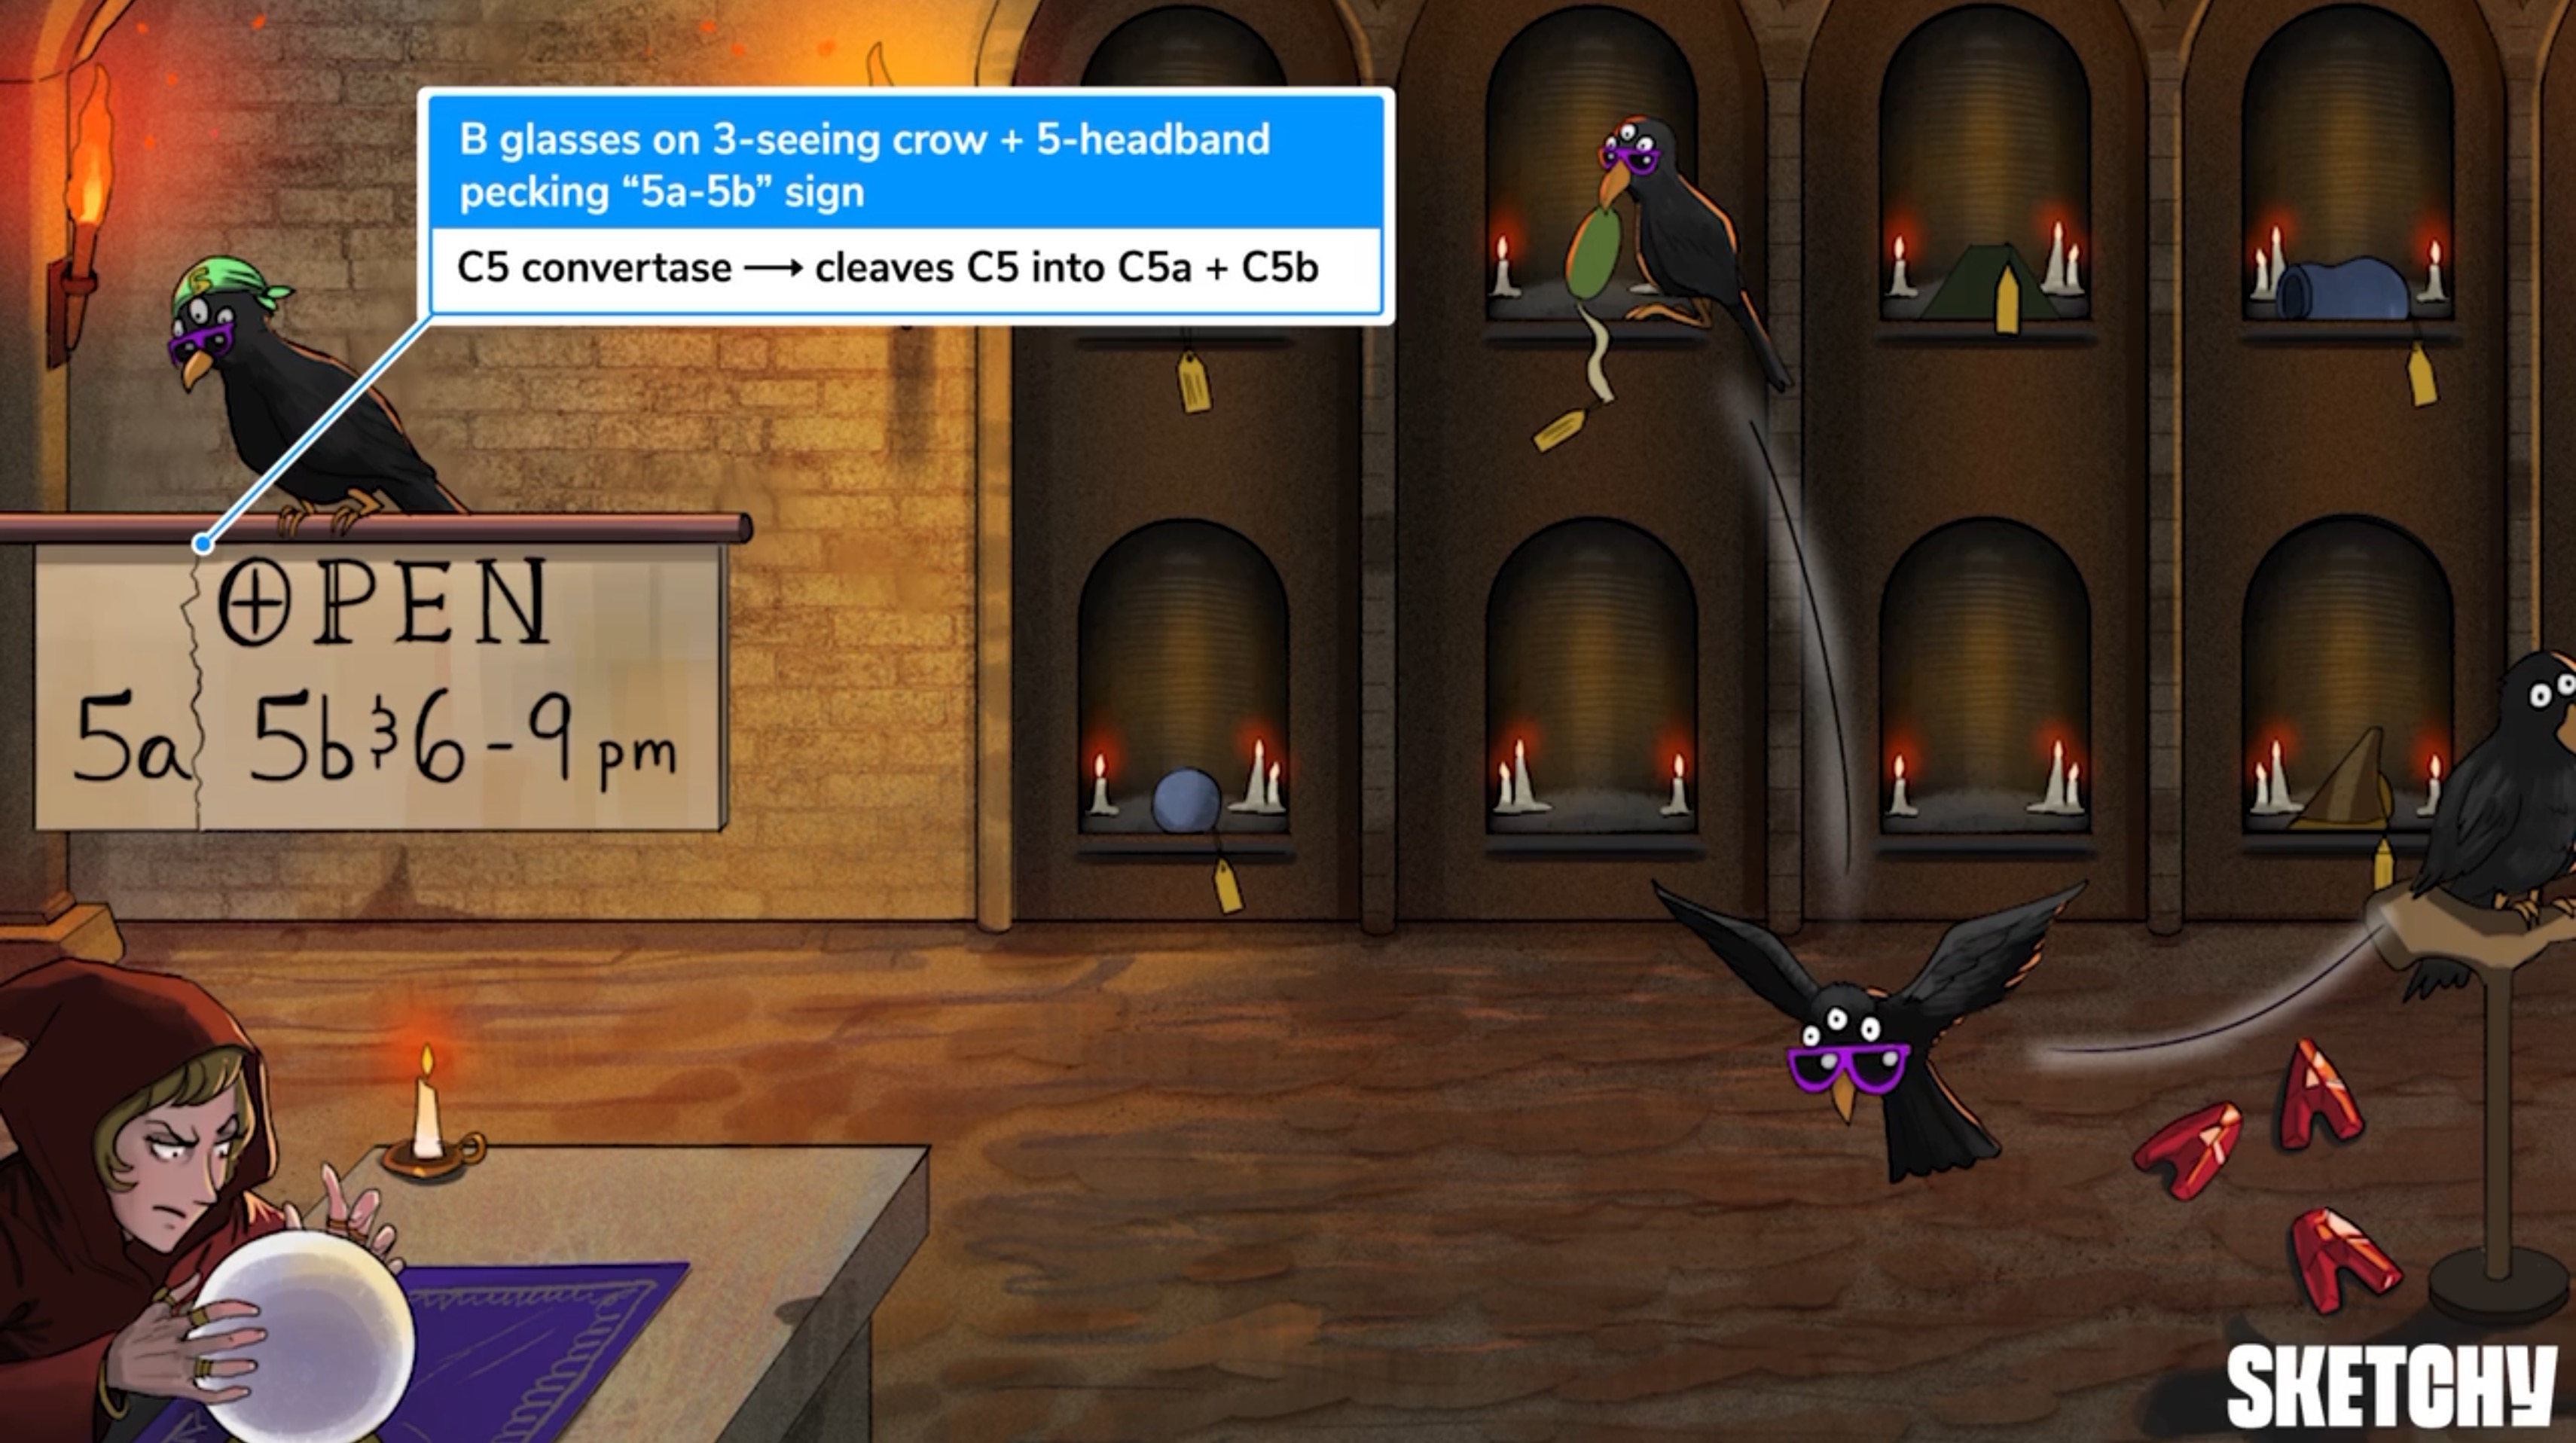 B glasses on 3-seeing crow + 5-headband
pecking “5a-5b” sign
C5 convertase ⟶ cleaves C5 into C5a + C5b
5
OPEN
5a 5b & 6-9 pm
SKETCHY